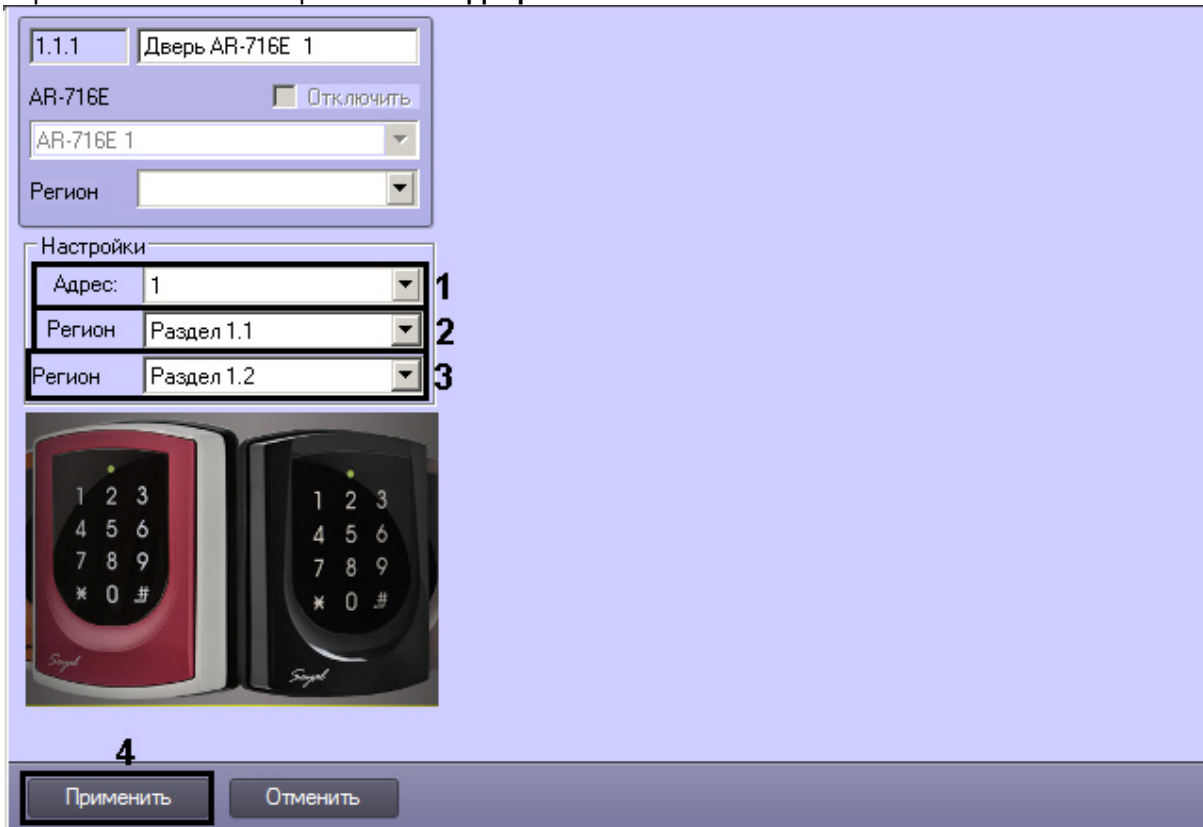 1.1.1 Дверь AR-716E 1
AR-716E Отключить
AR-716E 1
Регион
Настройки
Адрес: 1 1
Регион Раздел 1.1 2
Регион Раздел 1.2 3
1 2 3 1 2 3
4 5 6 4 5 6
7 8 9 7 8 9
* 0 # * 0 #
Soyal Soyal
4
Применить Отменить